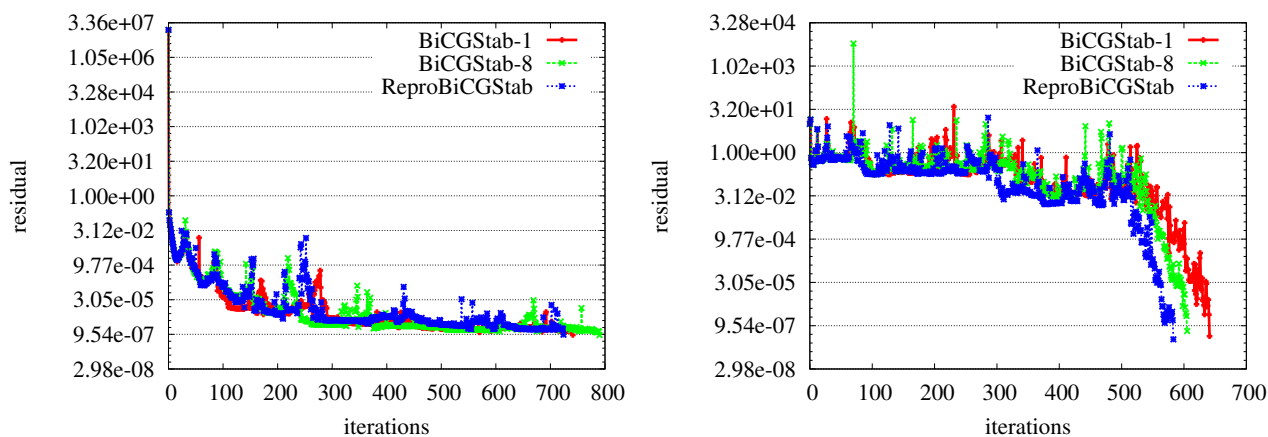 3.36e+07
1.05e+06
3.28e+04
1.02e+03
3.20e+01
1.00e+00
3.12e-02
9.77e-04
3.05e-05
9.54e-07
2.98e-08
residual
BiCGStab-1
BiCGStab-8
ReproBiCGStab
0 100 200 300 400 500 600 700 800
iterations
3.28e+04
1.02e+03
3.20e+01
1.00e+00
3.12e-02
9.77e-04
3.05e-05
9.54e-07
2.98e-08
residual
BiCGStab-1
BiCGStab-8
ReproBiCGStab
0 100 200 300 400 500 600 700
iterations